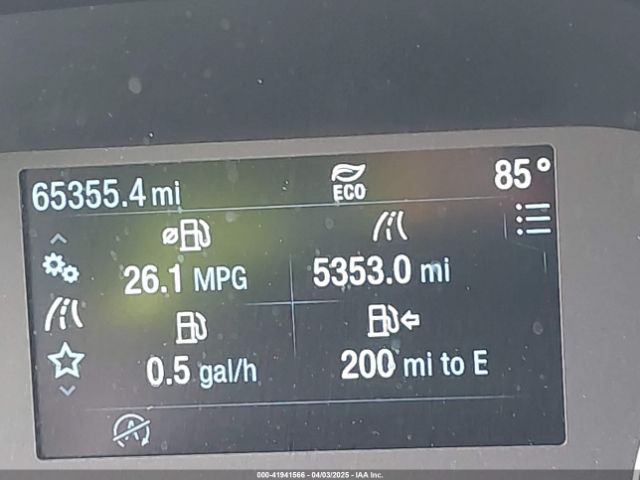 65355.4 mi
ECO
85°
26.1 MPG
5353.0 mi
0.5 gal/h
200 mi to E
000-41941566 - 04/03/2025 - IAA Inc.